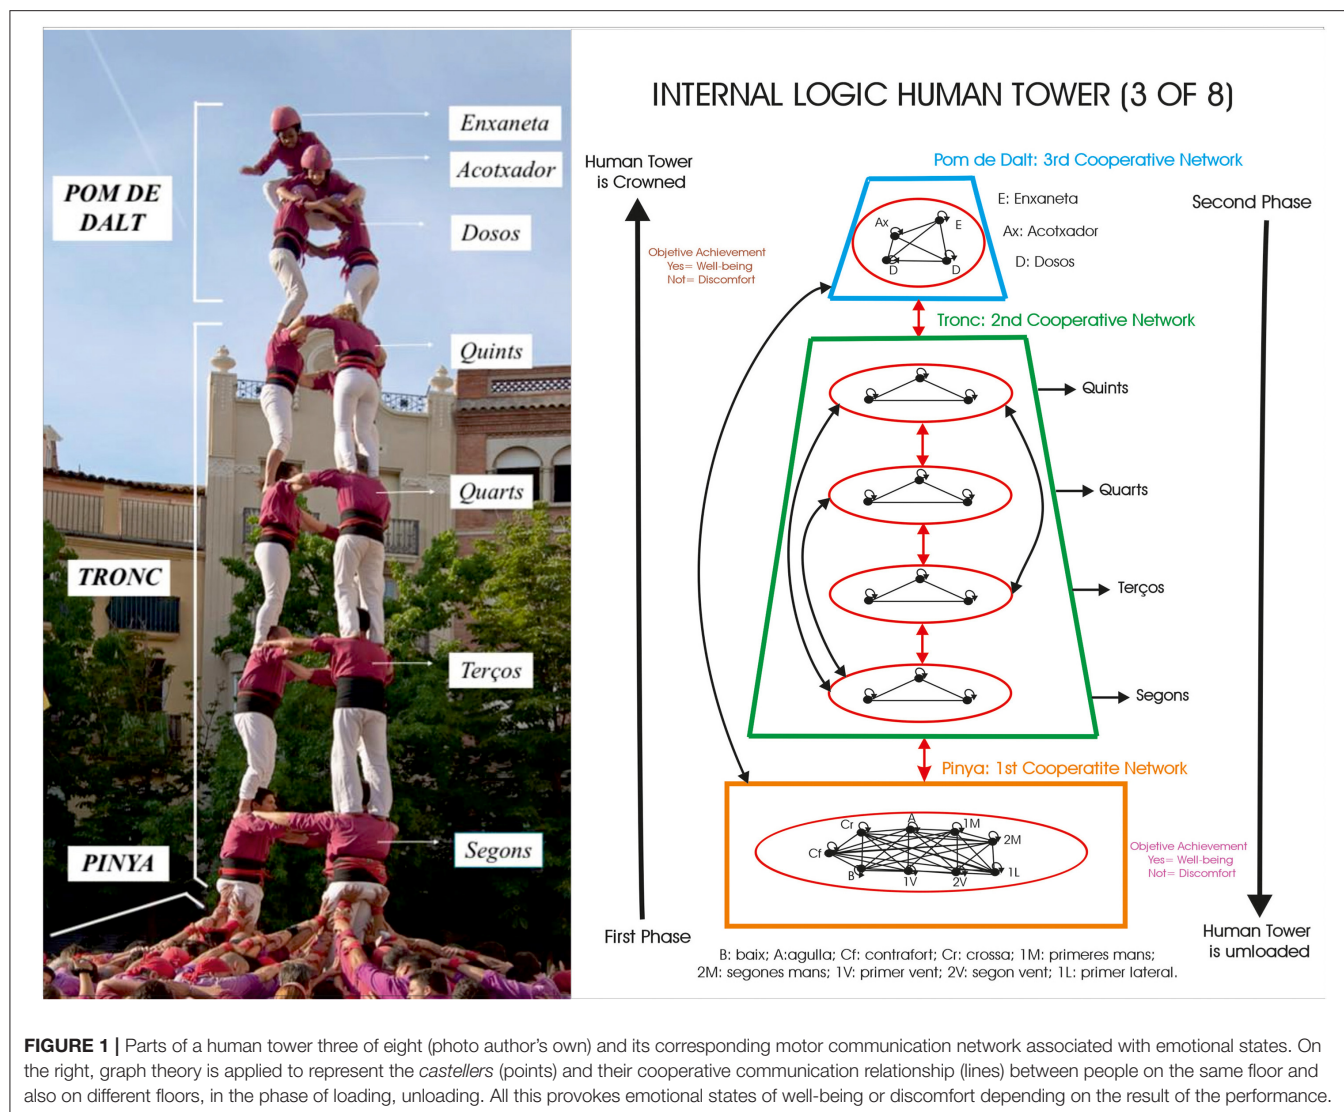 Enxaneta
Acotxador
POM DE
DALT
Dosos
Quints
Quarts
TRONC
Terços
PINYA
Segons
INTERNAL LOGIC HUMAN TOWER (3 OF 8)
Human Tower
is Crowned
Objetive Achievement
Yes= Well-being
Not= Discomfort
First Phase
Pom de Dalt: 3rd Cooperative Network
Ax
E
D
D
E: Enxaneta
Ax: Acotxador
D: Dosos
Second Phase
Tronc: 2nd Cooperative Network
Quints
Quarts
Terços
Segons
Pinya: 1st Cooperatite Network
Cr
A
1M
2M
Cf
B
1V
2V
1L
Objetive Achievement
Yes= Well-being
Not= Discomfort
Human Tower
is umloaded
B: baix; A:agulla; Cf: contrafort; Cr: crossa; 1M: primeres mans;
2M: segones mans; 1V: primer vent; 2V: segon vent; 1L: primer lateral.
FIGURE 1 | Parts of a human tower three of eight (photo author's own) and its corresponding motor communication network associated with emotional states. On
the right, graph theory is applied to represent the castellers (points) and their cooperative communication relationship (lines) between people on the same floor and
also on different floors, in the phase of loading, unloading. All this provokes emotional states of well-being or discomfort depending on the result of the performance.